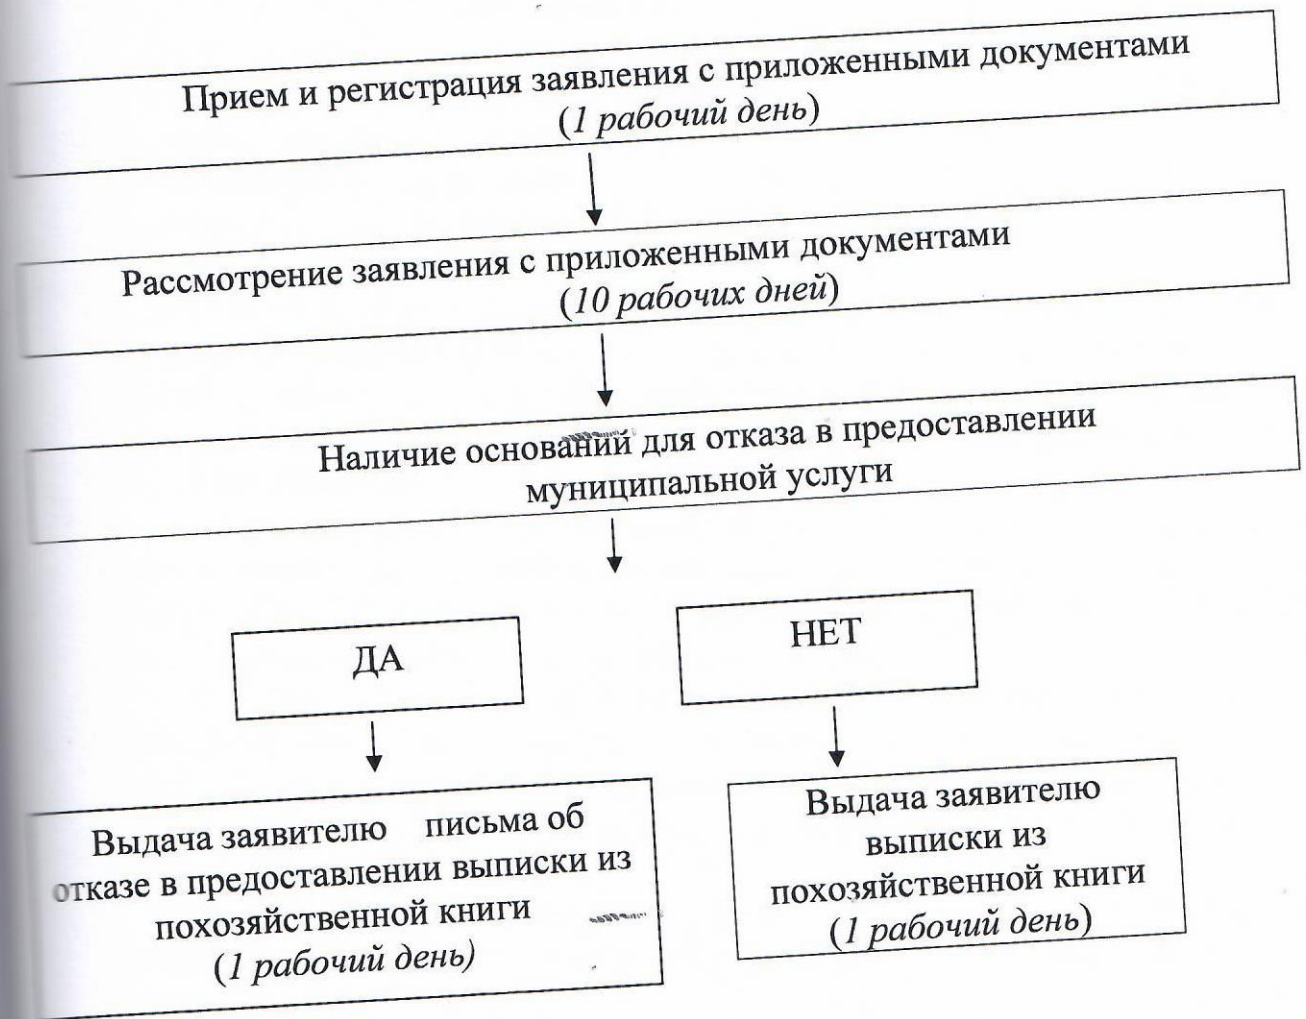 Прием и регистрация заявления с приложенными документами
(1 рабочий день)
Рассмотрение заявления с приложенными документами
(10 рабочих дней)
Наличие оснований для отказа в предоставлении
муниципальной услуги
ДА
НЕТ
Выдача заявителю письма об
отказе в предоставлении выписки из
похозяйственной книги
(1 рабочий день)
Выдача заявителю
выписки из
похозяйственной книги
(1 рабочий день)